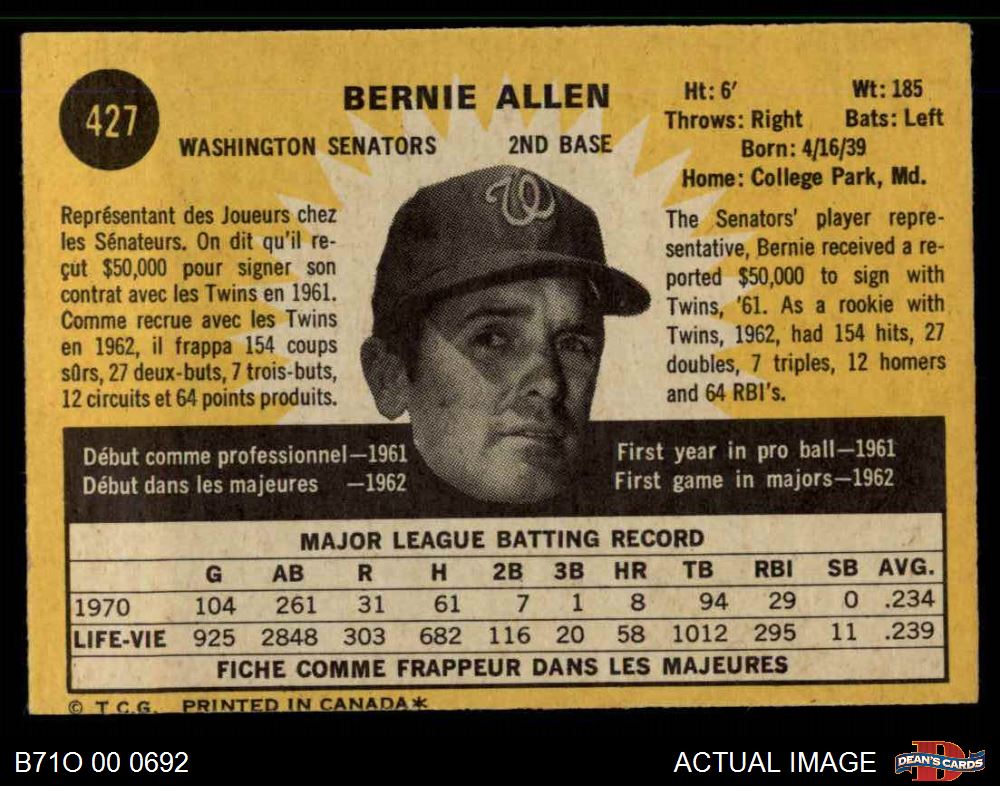 427
BERNIE ALLEN
WASHINGTON SENATORS 2ND BASE
Ht: 6' Wt: 185
Throws: Right Bats: Left
Born: 4/16/39
Home: College Park, Md.
Représentant des Joueurs chez
les Sénateurs. On dit qu'il re-
çut $50,000 pour signer son
contrat avec les Twins en 1961.
Comme recrue avec les Twins
en 1962, il frappa 154 coups
sûrs, 27 deux-buts, 7 trois-buts,
12 circuits et 64 points produits.
W
The Senators' player repre-
sentative, Bernie received a re-
ported $50,000 to sign with
Twins, '61. As a rookie with
Twins, 1962, had 154 hits, 27
doubles, 7 triples, 12 homers
and 64 RBI's.
Début comme professionnel—1961
Début dans les majeures —1962
First year in pro ball—1961
First game in majors—1962
MAJOR LEAGUE BATTING RECORD
G AB R H 2B 3B HR TB RBI SB AVG.
1970 104 261 31 61 7 1 8 94 29 0 .234
LIFE-VIE 925 2848 303 682 116 20 58 1012 295 11 .239
FICHE COMME FRAPPEUR DANS LES MAJEURES
© T.C.G. PRINTED IN CANADA*
B71O 00 0692
ACTUAL IMAGE
D
DEAN'S CARDS